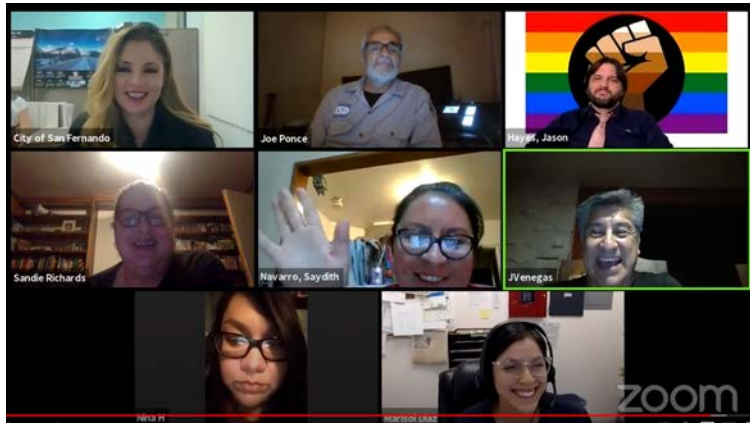 City of San Fernando
Joe Ponce
Hayes, Jason
Sandie Richards
Navarro, Saydith
JVenegas
Nina H
Marisol Diaz
zoom